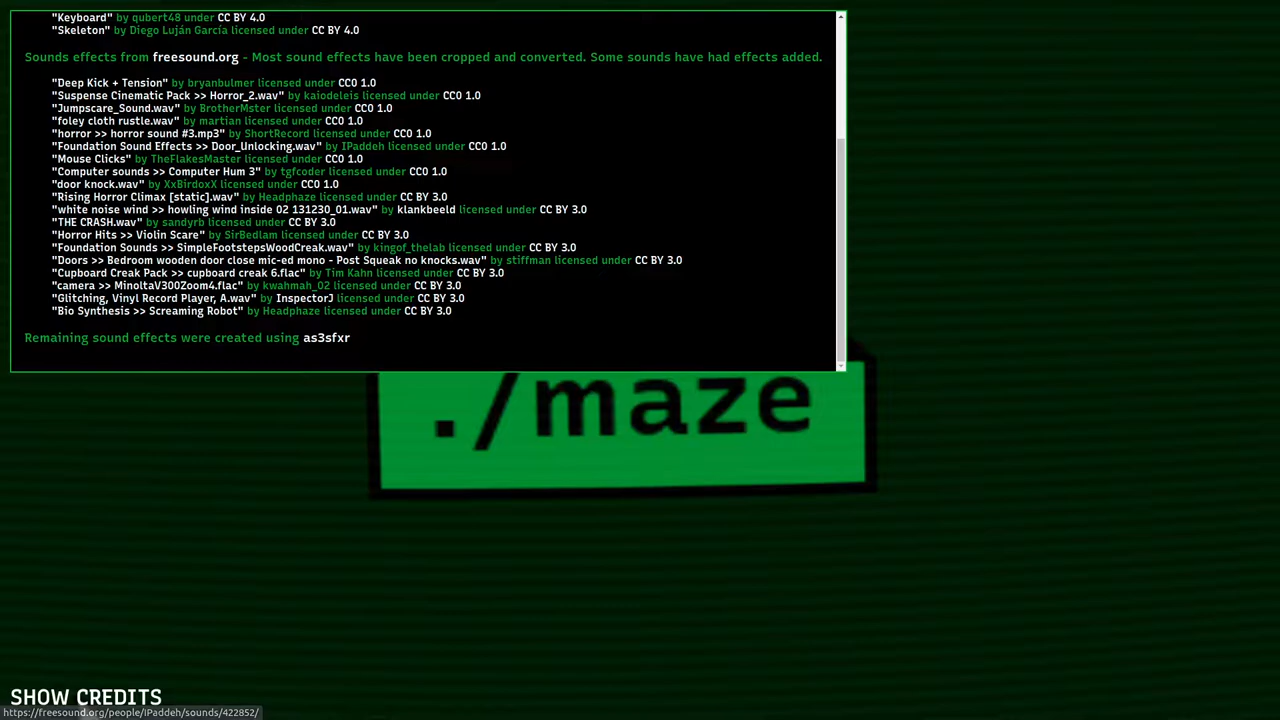 "Keyboard" by qubert48 under CC BY 4.0
"Skeleton" by Diego Luján García licensed under CC BY 4.0
Sounds effects from freesound.org - Most sound effects have been cropped and converted. Some sounds have had effects added.
"Deep Kick + Tension" by bryanbulmer licensed under CC0 1.0
"Suspense Cinematic Pack >> Horror_2.wav" by kaiodeleis licensed under CC0 1.0
"Jumpscare_Sound.wav" by BrotherMster licensed under CC0 1.0
"foley cloth rustle.wav" by martian licensed under CC0 1.0
"horror >> horror sound #3.mp3" by ShortRecord licensed under CC0 1.0
"Foundation Sound Effects >> Door_Unlocking.wav" by IPaddeh licensed under CC0 1.0
"Mouse Clicks" by TheFlakesMaster licensed under CC0 1.0
"Computer sounds >> Computer Hum 3" by tgfcoder licensed under CC0 1.0
"door knock.wav" by XxBirdoxX licensed under CC0 1.0
"Rising Horror Climax [static].wav" by Headphaze licensed under CC BY 3.0
"white noise wind >> howling wind inside 02 131230_01.wav" by klankbeeld licensed under CC BY 3.0
"THE CRASH.wav" by sandyrb licensed under CC BY 3.0
"Horror Hits >> Violin Scare" by SirBedlam licensed under CC BY 3.0
"Foundation Sounds >> SimpleFootstepsWoodCreak.wav" by kingof_thelab licensed under CC BY 3.0
"Doors >> Bedroom wooden door close mic-ed mono - Post Squeak no knocks.wav" by stiffman licensed under CC BY 3.0
"Cupboard Creak Pack >> cupboard creak 6.flac" by Tim Kahn licensed under CC BY 3.0
"camera >> MinoltaV300Zoom4.flac" by kwahmah_02 licensed under CC BY 3.0
"Glitching, Vinyl Record Player, A.wav" by InspectorJ licensed under CC BY 3.0
"Bio Synthesis >> Screaming Robot" by Headphaze licensed under CC BY 3.0
Remaining sound effects were created using as3sfxr
./maze
SHOW CREDITS
https://freesound.org/people/IPaddeh/sounds/422852/